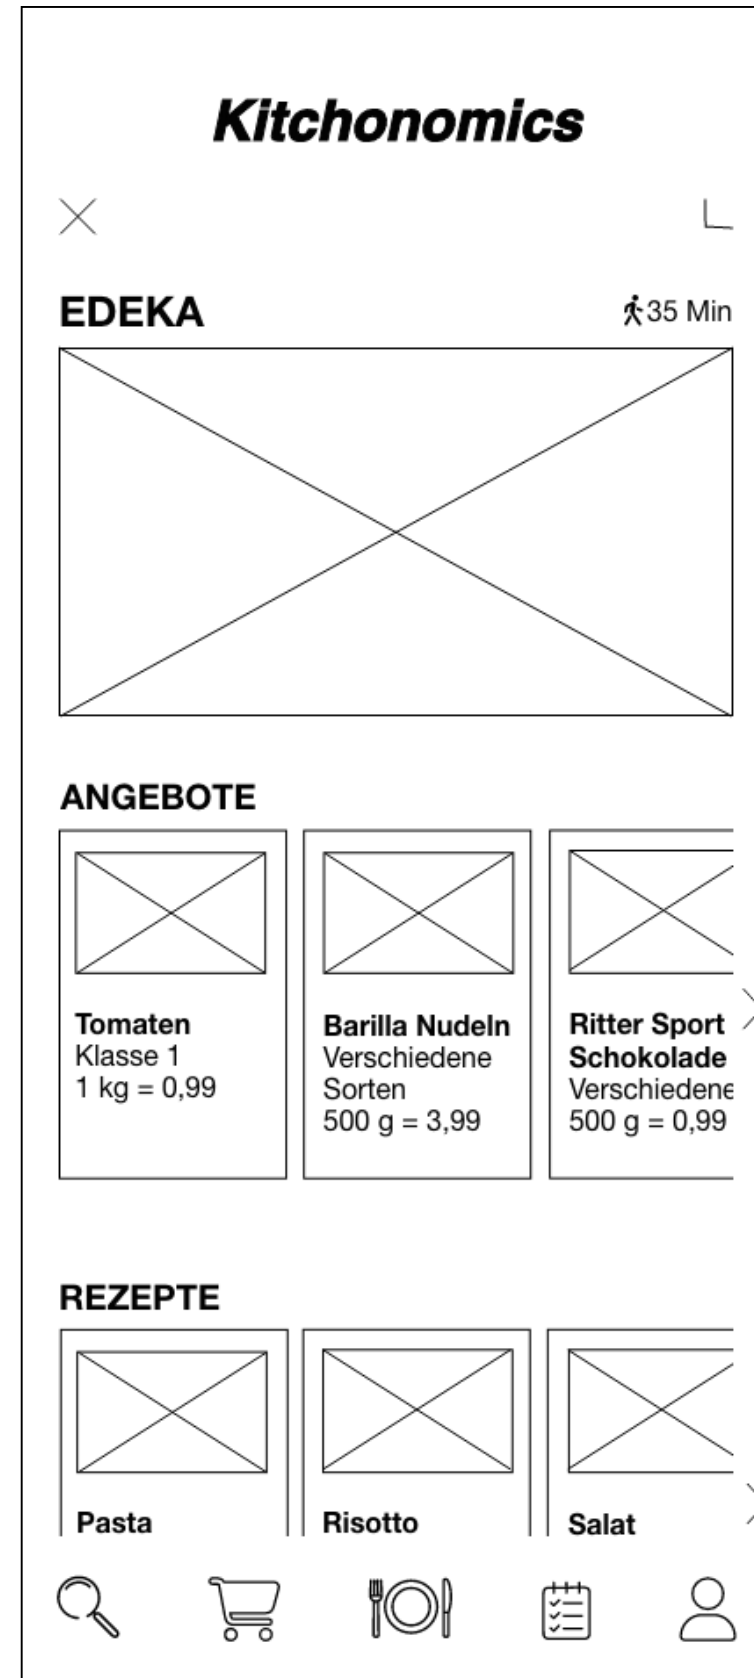 Kitchonomics
EDEKA
35 Min
ANGEBOTE
Tomaten
Klasse 1
1 kg = 0,99
Barilla Nudeln
Verschiedene
Sorten
500 g = 3,99
Ritter Sport
Schokolade
Verschiedene
500 g = 0,99
REZEPTE
Pasta
Risotto
Salat